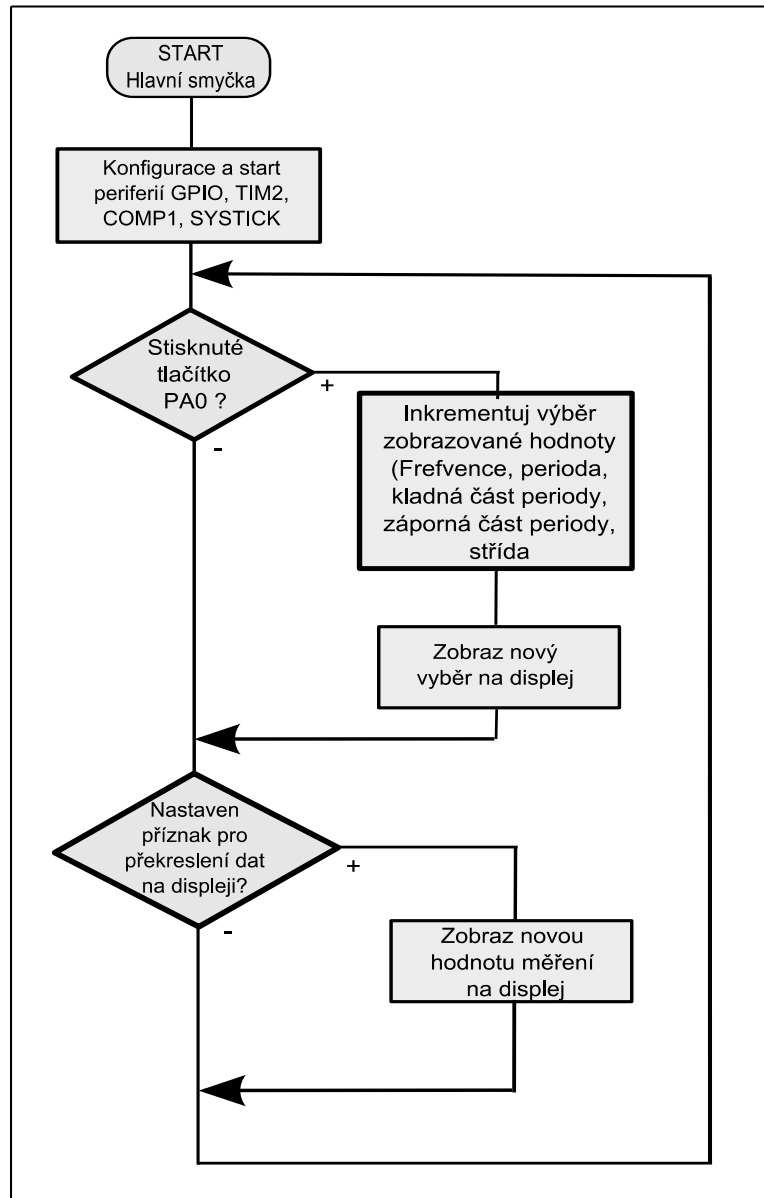 START
Hlavní smyčka
Konfigurace a start
periferií GPIO, TIM2,
COMP1, SYSTICK
Stisknuté
tlačítko
PA0 ?
+
-
Inkrementuj výběr
zobrazované hodnoty
(Frefvence, perioda,
kladná část periody,
záporná část periody,
střída
Zobraz nový
vyběr na displej
Nastaven
příznak pro
překreslení dat
na displeji?
+
-
Zobraz novou
hodnotu měření
na displej